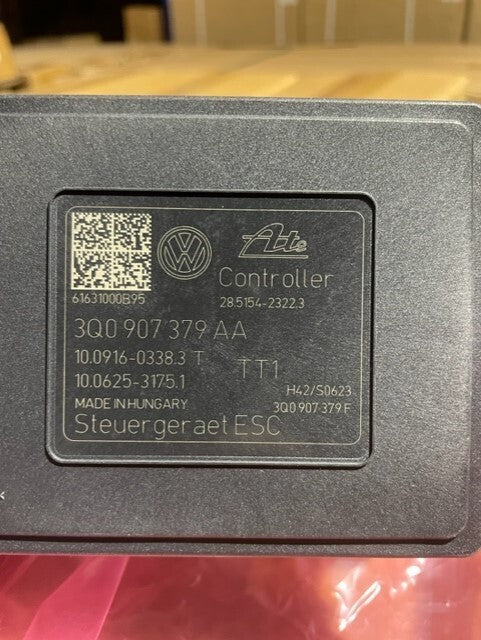 VW
Ate
Controller
61631000B95
28.5154-2322.3
3Q0 907 379 AA
10.0916-0338.3 T
TT1
10.0625-3175.1
H42/S0623
MADE IN HUNGARY
3Q0 907 379 F
Steuergeraet ESC